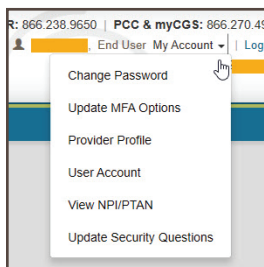 R: 866.238.9650 | PCC & myCGS: 866.270.49
, End User My Account | Log
Change Password
Update MFA Options
Provider Profile
User Account
View NPI/PTAN
Update Security Questions